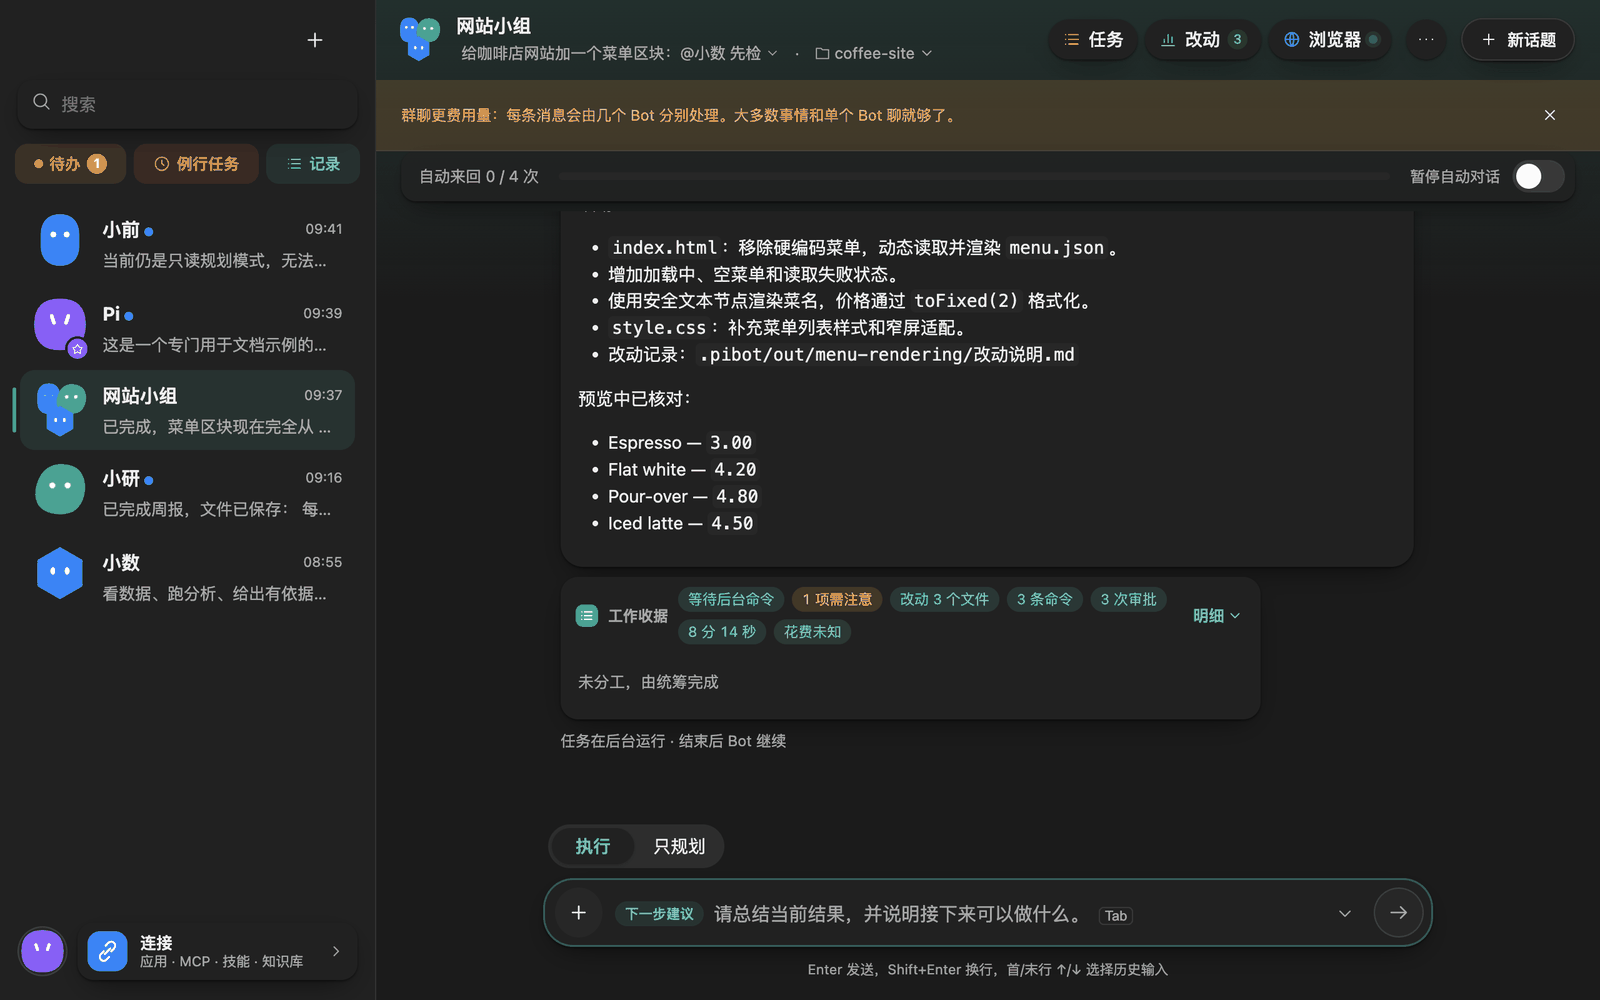 搜索
待办 1
例行任务
记录
小前
09:41
当前仍是只读规划模式，无法...
Pi
09:39
这是一个专门用于文档示例的...
网站小组
09:37
已完成，菜单区块现在完全从 ...
小研
09:16
已完成周报，文件已保存： 每...
小数
08:55
看数据、跑分析、给出有依据...
连接
应用 · MCP · 技能 · 知识库
网站小组
给咖啡店网站加一个菜单区块：@小数 先检 · coffee-site
任务
改动 3
浏览器
···
新话题
群聊更费用量：每条消息会由几个 Bot 分别处理。大多数事情和单个 Bot 聊就够了。
自动来回 0 / 4 次
暂停自动对话
• index.html：移除硬编码菜单，动态读取并渲染 menu.json。
• 增加加载中、空菜单和读取失败状态。
• 使用安全文本节点渲染菜名，价格通过 toFixed(2) 格式化。
• style.css：补充菜单列表样式和窄屏适配。
• 改动记录：.pibot/out/menu-rendering/改动说明.md
预览中已核对：
• Espresso — 3.00
• Flat white — 4.20
• Pour-over — 4.80
• Iced latte — 4.50
工作收据
等待后台命令
1 项需注意
改动 3 个文件
3 条命令
3 次审批
明细
8 分 14 秒
花费未知
未分工，由统筹完成
任务在后台运行 · 结束后 Bot 继续
执行
只规划
下一步建议
请总结当前结果，并说明接下来可以做什么。 Tab
Enter 发送，Shift+Enter 换行，首/末行 ↑/↓ 选择历史输入